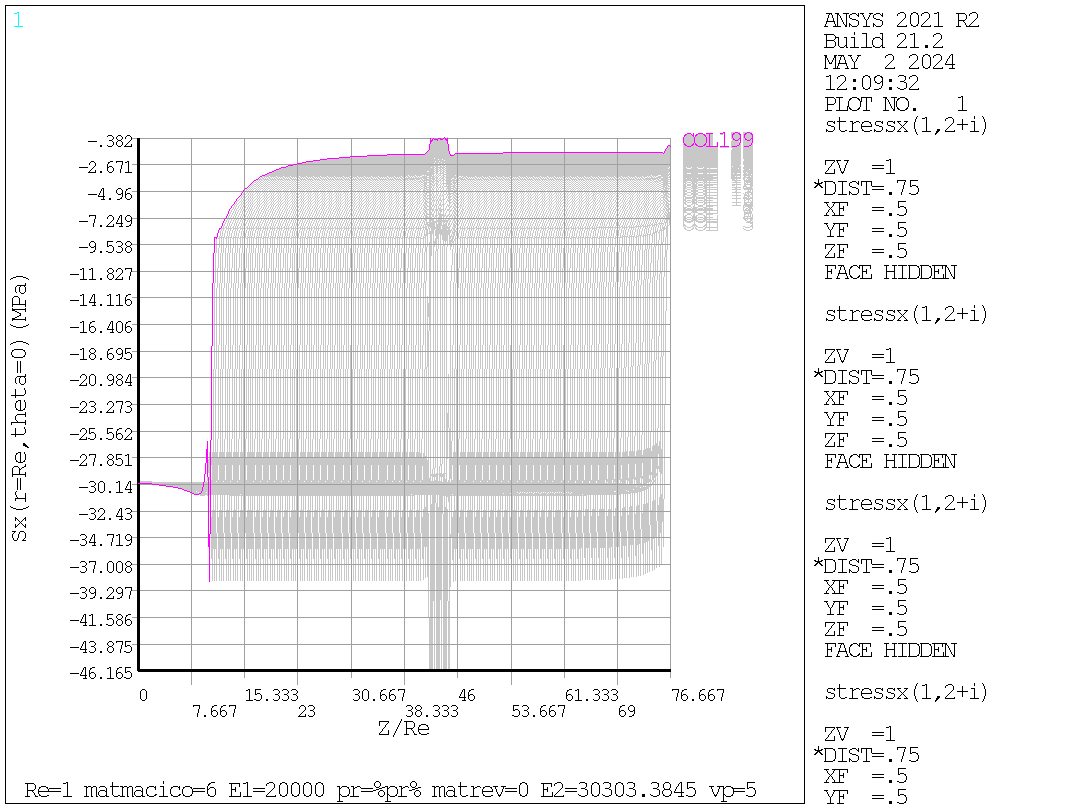 1
ANSYS 2021 R2
Build 21.2
MAY  2 2024
12:09:32
PLOT NO.   1
stressx(1,2+i)
ZV  =1
*DIST=.75
XF  =.5
YF  =.5
ZF  =.5
FACE HIDDEN
stressx(1,2+i)
ZV  =1
*DIST=.75
XF  =.5
YF  =.5
ZF  =.5
FACE HIDDEN
stressx(1,2+i)
ZV  =1
*DIST=.75
XF  =.5
YF  =.5
ZF  =.5
FACE HIDDEN
stressx(1,2+i)
ZV  =1
*DIST=.75
XF  =.5
YF  =.5
COL199
Sx(r=Re,theta=0)(MPa)
-.382
-2.671
-4.96
-7.249
-9.538
-11.827
-14.116
-16.406
-18.695
-20.984
-23.273
-25.562
-27.851
-30.14
-32.43
-34.719
-37.008
-39.297
-41.586
-43.875
-46.165
0
7.667
15.333
23
30.667
38.333
46
53.667
61.333
69
76.667
Z/Re
Re=1 matmacico=6 E1=20000 pr=%pr% matrev=0 E2=30303.3845 vp=5